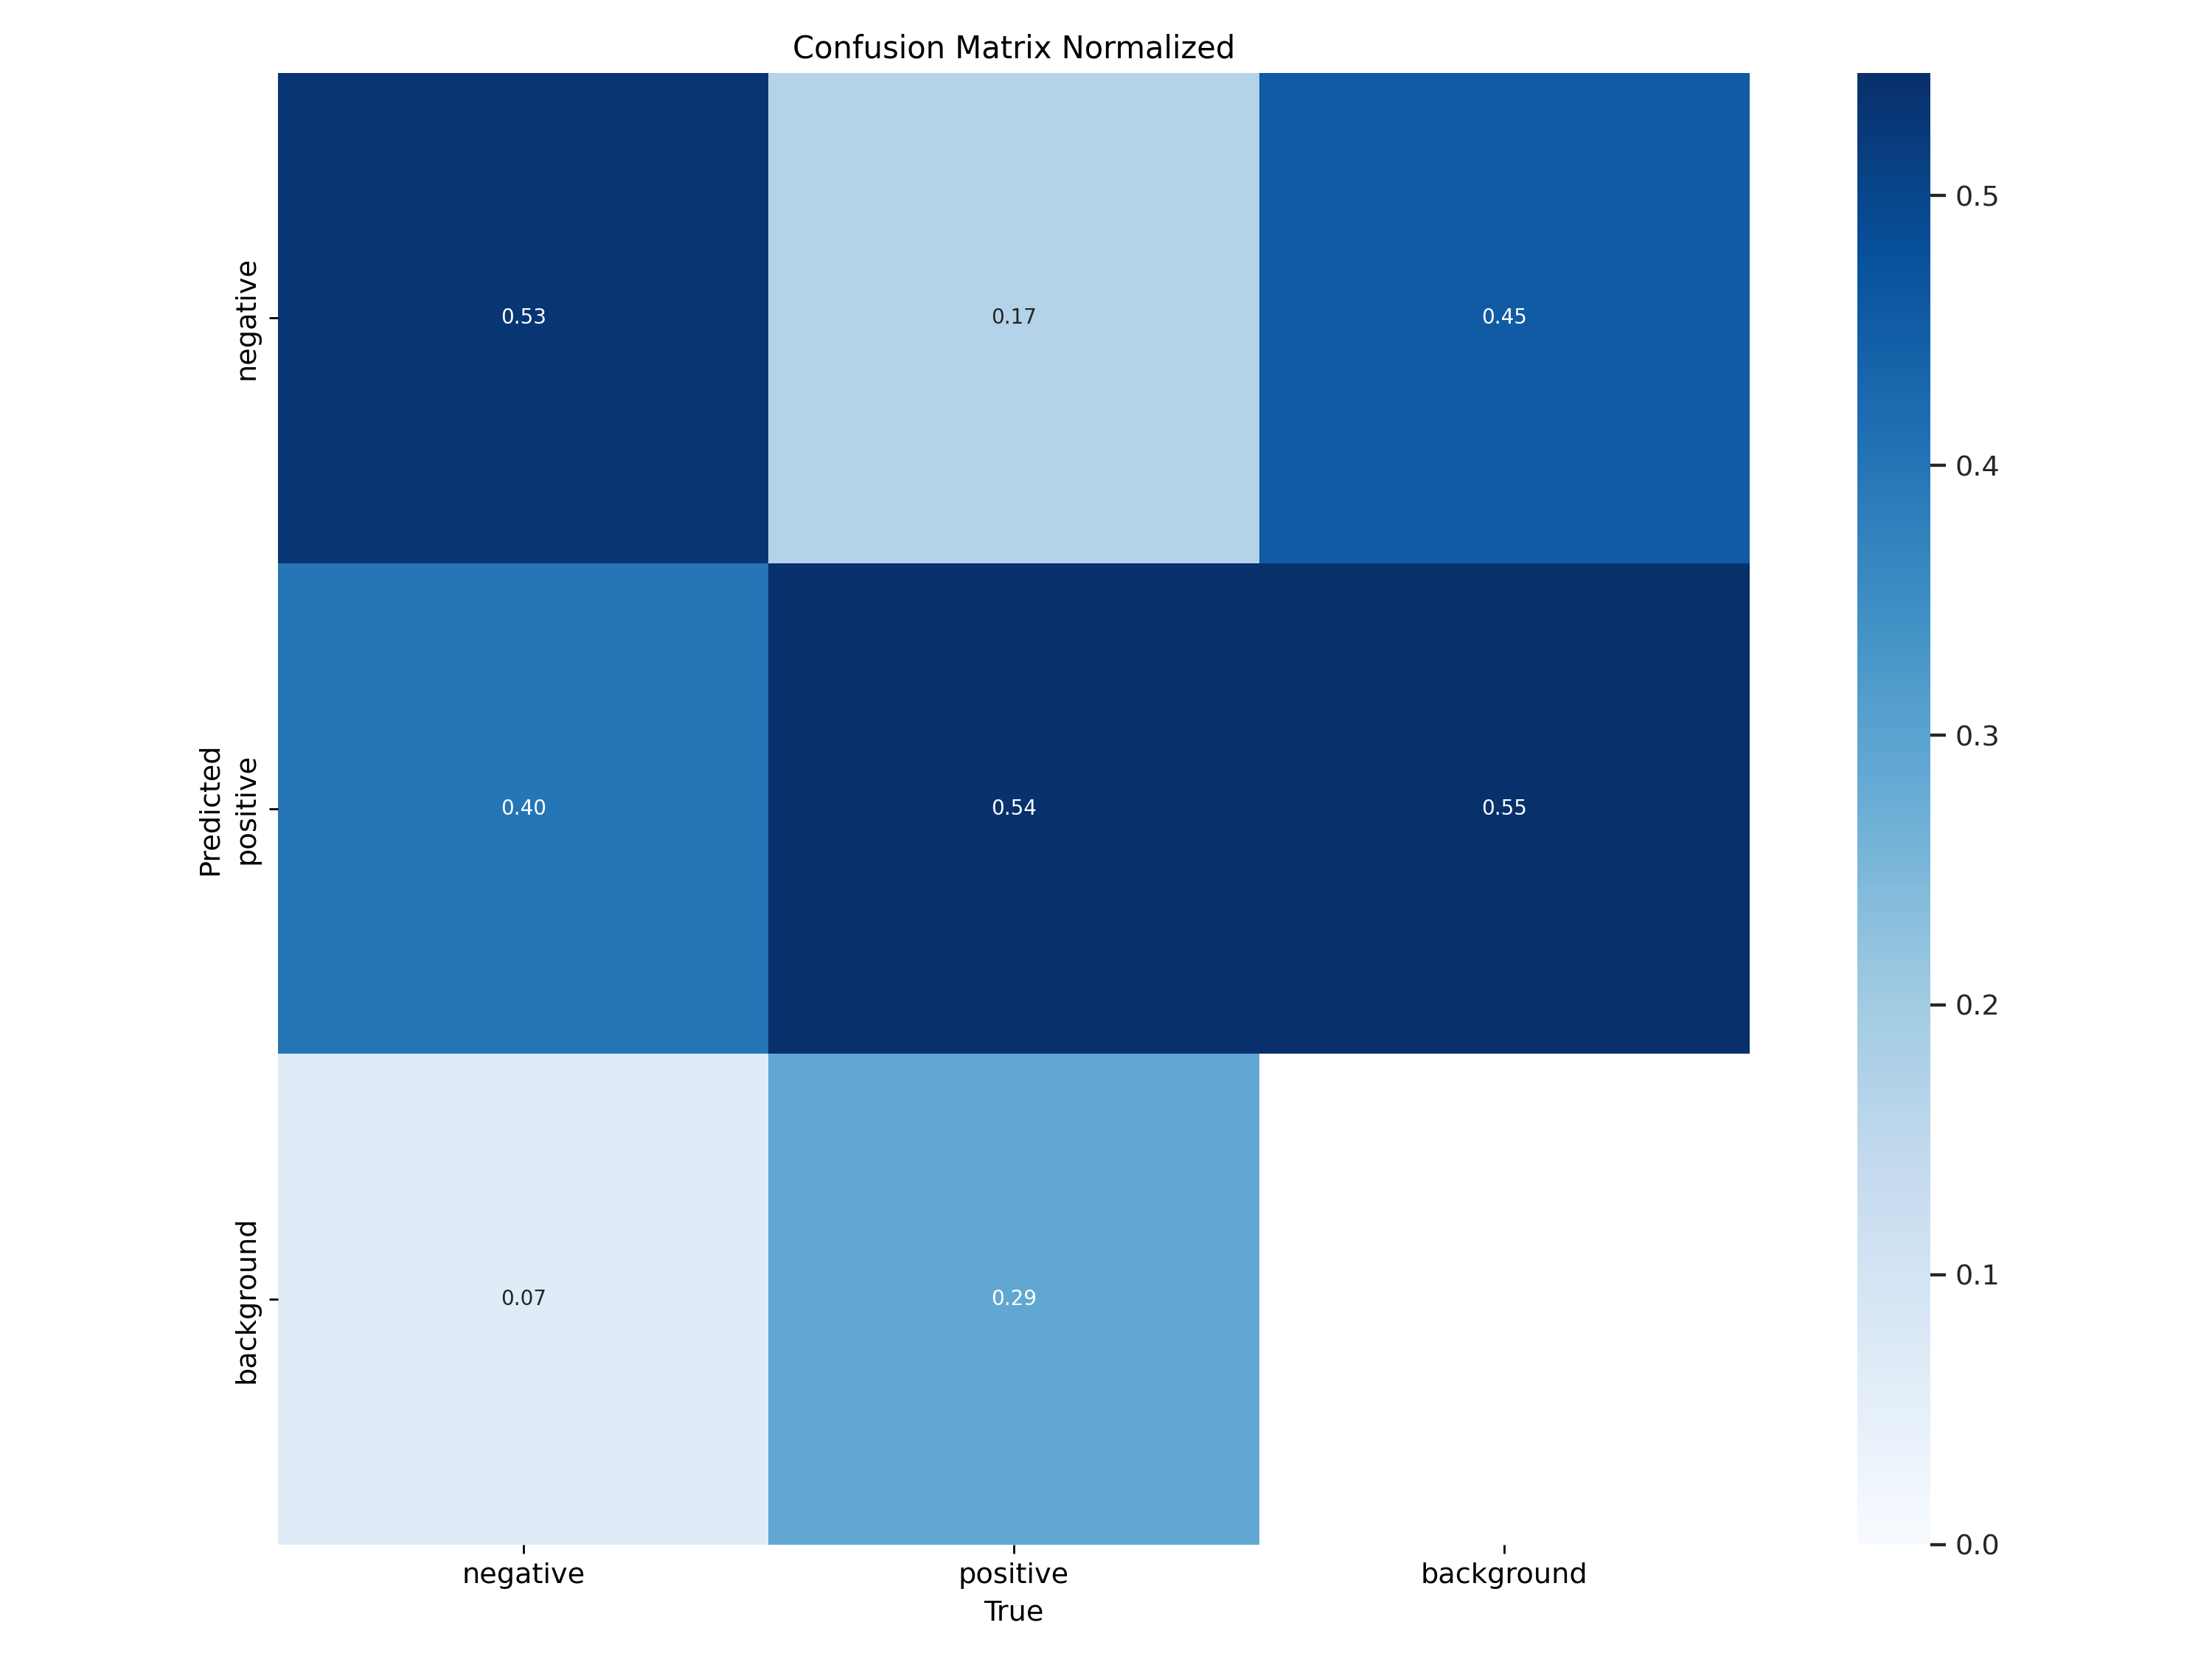 Confusion Matrix Normalized
negative
0.53
0.17
0.45
Predicted
positive
0.40
0.54
0.55
background
0.07
0.29
negative
positive
background
True
0.5
0.4
0.3
0.2
0.1
0.0